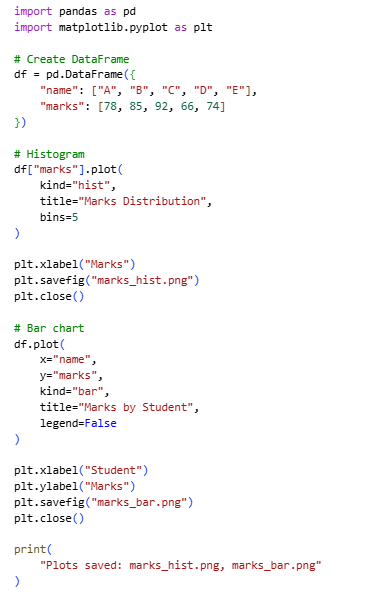 import pandas as pd
import matplotlib.pyplot as plt

# Create DataFrame
df = pd.DataFrame({
    "name": ["A", "B", "C", "D", "E"],
    "marks": [78, 85, 92, 66, 74]
})

# Histogram
df["marks"].plot(
    kind="hist",
    title="Marks Distribution",
    bins=5
)

plt.xlabel("Marks")
plt.savefig("marks_hist.png")
plt.close()

# Bar chart
df.plot(
    x="name",
    y="marks",
    kind="bar",
    title="Marks by Student",
    legend=False
)

plt.xlabel("Student")
plt.ylabel("Marks")
plt.savefig("marks_bar.png")
plt.close()

print(
    "Plots saved: marks_hist.png, marks_bar.png"
)